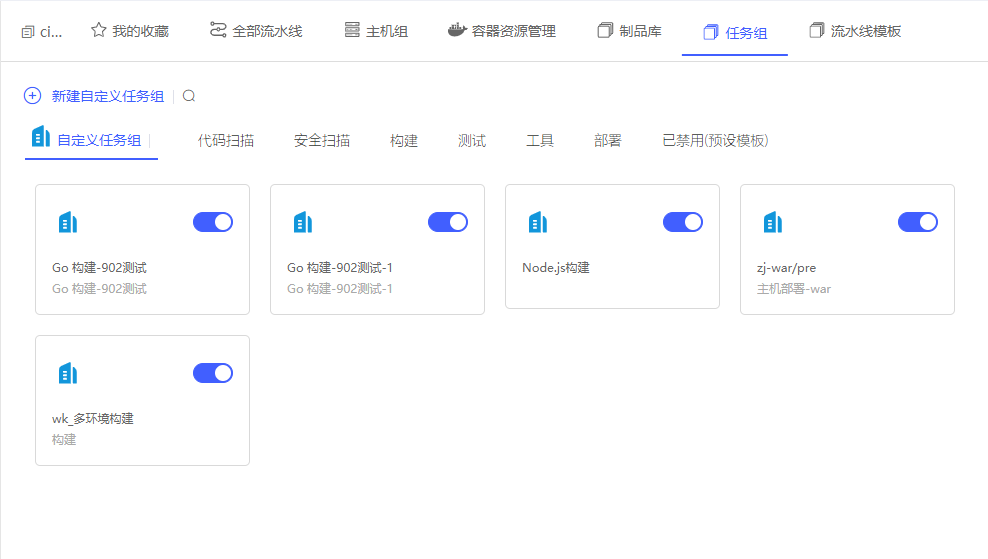 ci... 我的收藏 全部流水线 主机组 容器资源管理 制品库 任务组 流水线模板
新建自定义任务组
自定义任务组 代码扫描 安全扫描 构建 测试 工具 部署 已禁用(预设模板)
Go 构建-902测试
Go 构建-902测试
Go 构建-902测试-1
Go 构建-902测试-1
Node.js构建
zj-war/pre
主机部署-war
wk_多环境构建
构建